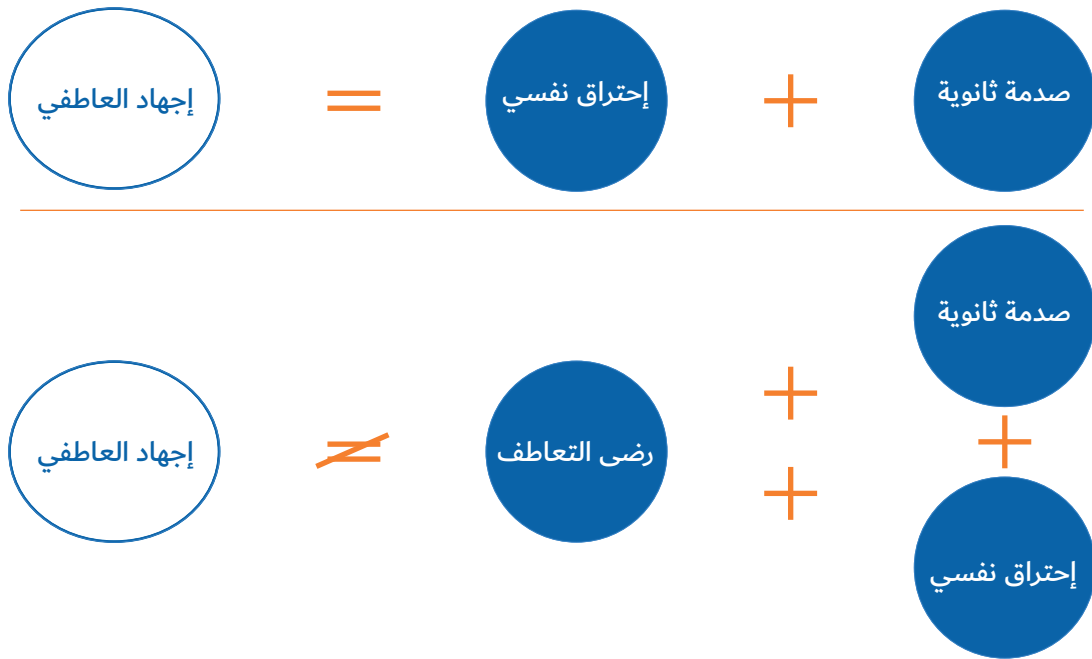 صدمة ثانوية
+
إحتراق نفسي
=
إجهاد العاطفي
صدمة ثانوية
+
إحتراق نفسي
+
+
رضى التعاطف
≠
إجهاد العاطفي